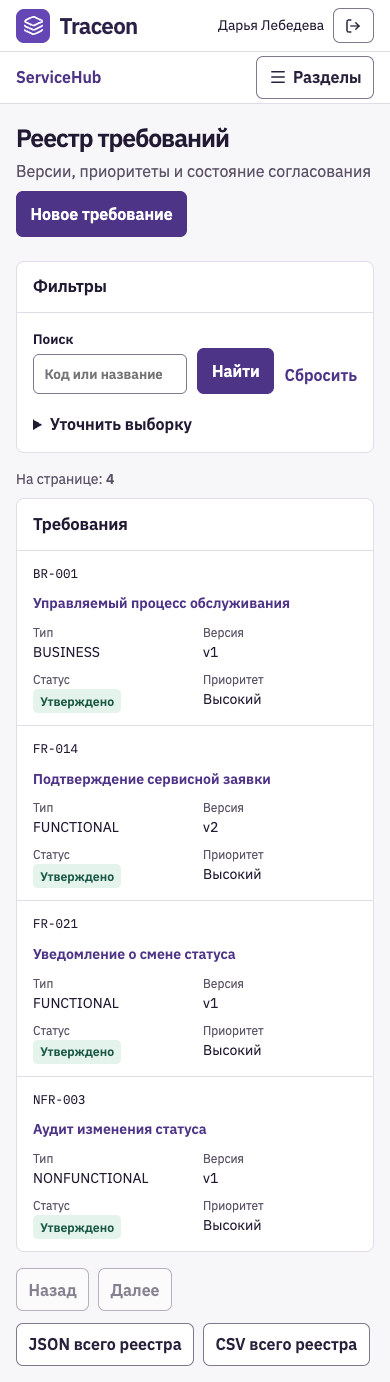 Traceon
Дарья Лебедева
ServiceHub
Разделы
Реестр требований
Версии, приоритеты и состояние согласования
Новое требование
Фильтры
Поиск
Код или название
Найти
Сбросить
Уточнить выборку
На странице: 4
Требования
BR-001
Управляемый процесс обслуживания
Тип Версия
BUSINESS v1
Статус Приоритет
Утверждено Высокий
FR-014
Подтверждение сервисной заявки
Тип Версия
FUNCTIONAL v2
Статус Приоритет
Утверждено Высокий
FR-021
Уведомление о смене статуса
Тип Версия
FUNCTIONAL v1
Статус Приоритет
Утверждено Высокий
NFR-003
Аудит изменения статуса
Тип Версия
NONFUNCTIONAL v1
Статус Приоритет
Утверждено Высокий
Назад Далее
JSON всего реестра CSV всего реестра